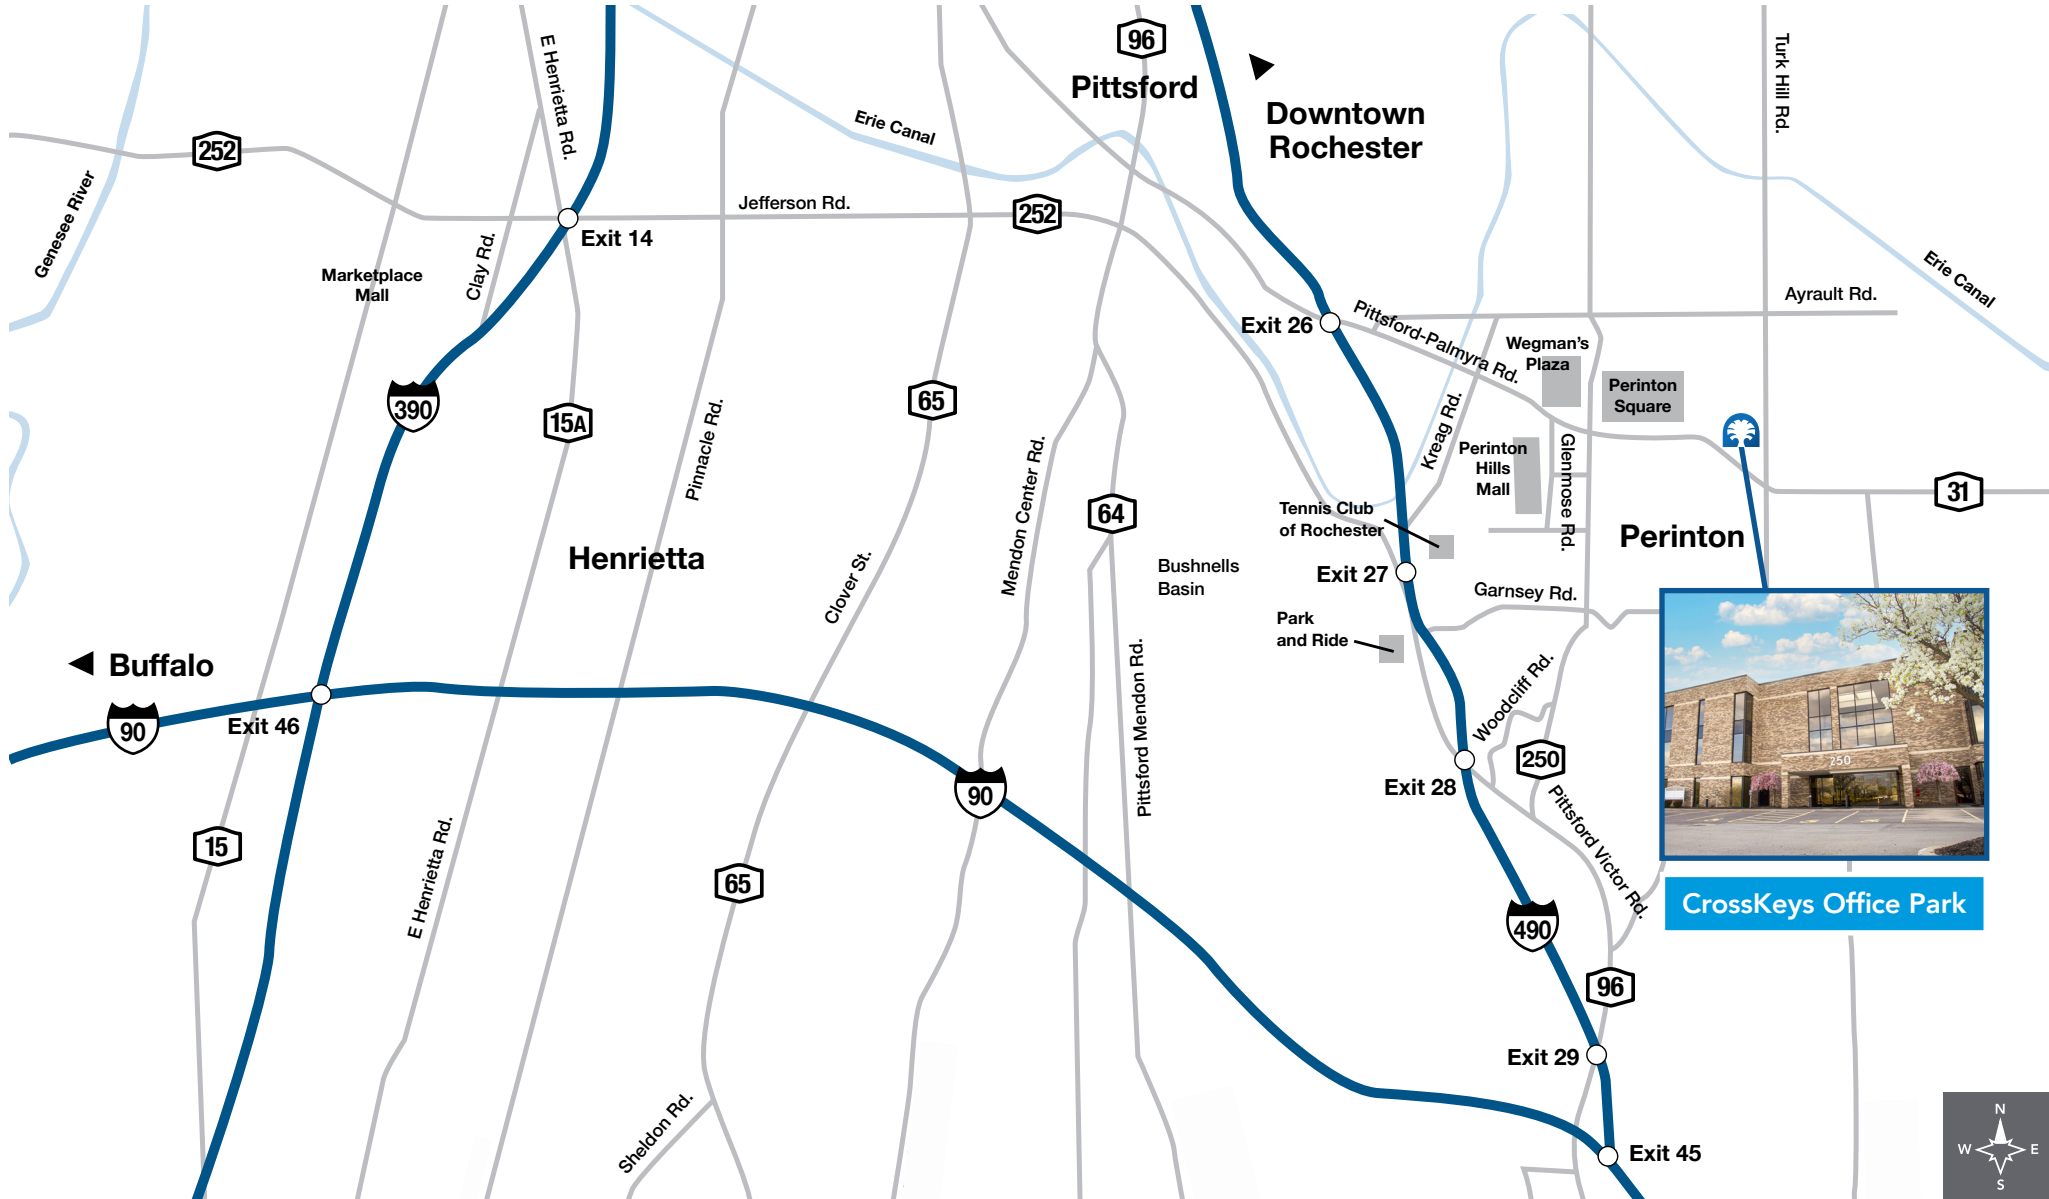 96
Pittsford
Downtown
Rochester
E Henrietta Rd.
Turk Hill Rd.
Erie Canal
252
Genesee River
Jefferson Rd.
252
Exit 14
Clay Rd.
Marketplace
Mall
Erie Canal
Ayrault Rd.
Exit 26
Pittsford-Palmyra Rd.
Wegman's
Plaza
Perinton
Square
390
15A
65
Pinnacle Rd.
Mendon Center Rd.
Kreag Rd.
Perinton
Hills
Mall
Glenmose Rd.
31
64
Tennis Club
of Rochester
Perinton
Henrietta
Clover St.
Bushnells
Basin
Exit 27
Garnsey Rd.
Park
and Ride
Buffalo
90
Exit 46
Pittsford Mendon Rd.
Woodcliff Rd.
250
Exit 28
90
250
Pittsford Victor Rd.
15
E Henrietta Rd.
65
CrossKeys Office Park
490
96
Exit 29
Sheldon Rd.
Exit 45
N
W E
S